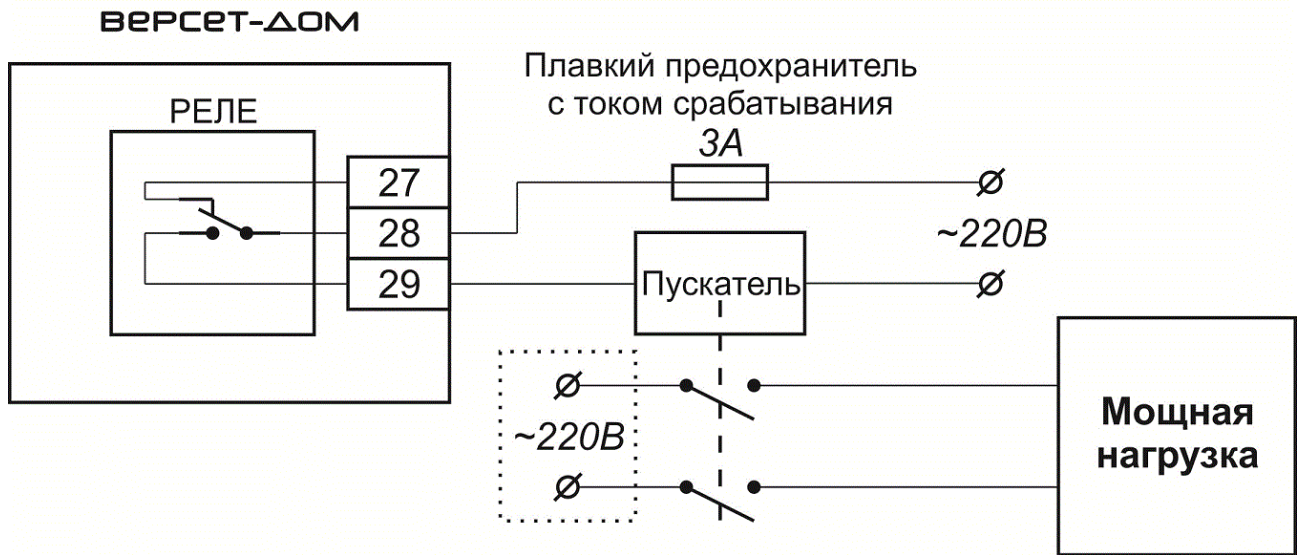 ВЕРСЕТ-ДОМ
РЕЛЕ
27
28
29
Плавкий предохранитель
с током срабатывания
3А
~220В
Пускатель
~220В
Мощная
нагрузка